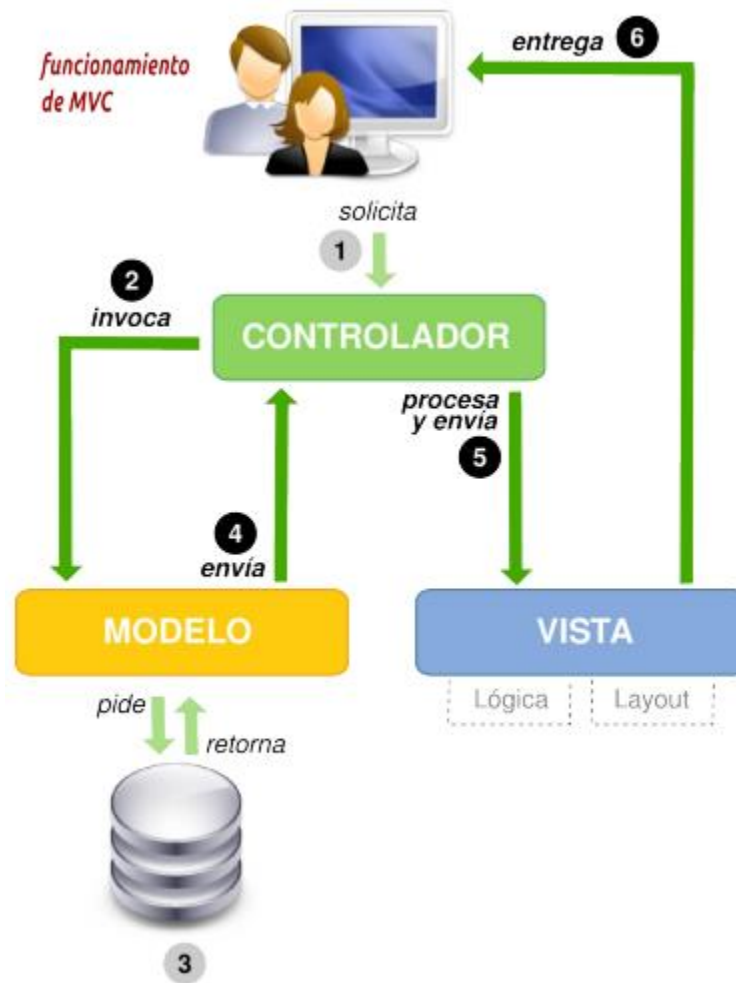 funcionamiento
de MVC
entrega 6
solicita
1
2
invoca
CONTROLADOR
procesa
y envía
5
4
envía
MODELO
VISTA
Lógica
Layout
pide
retorna
3